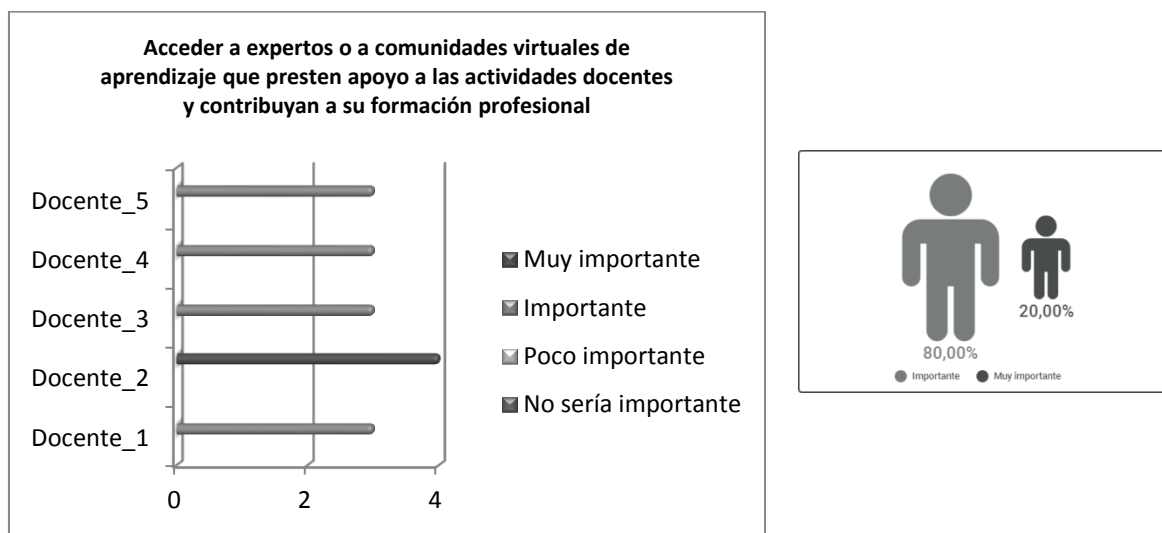 Acceder a expertos o a comunidades virtuales de
aprendizaje que presten apoyo a las actividades docentes
y contribuyan a su formación profesional
Docente_5
Docente_4
Docente_3
Docente_2
Docente_1
0 2 4
Muy importante
Importante
Poco importante
No sería importante
20,00%
80,00%
Importante Muy importante